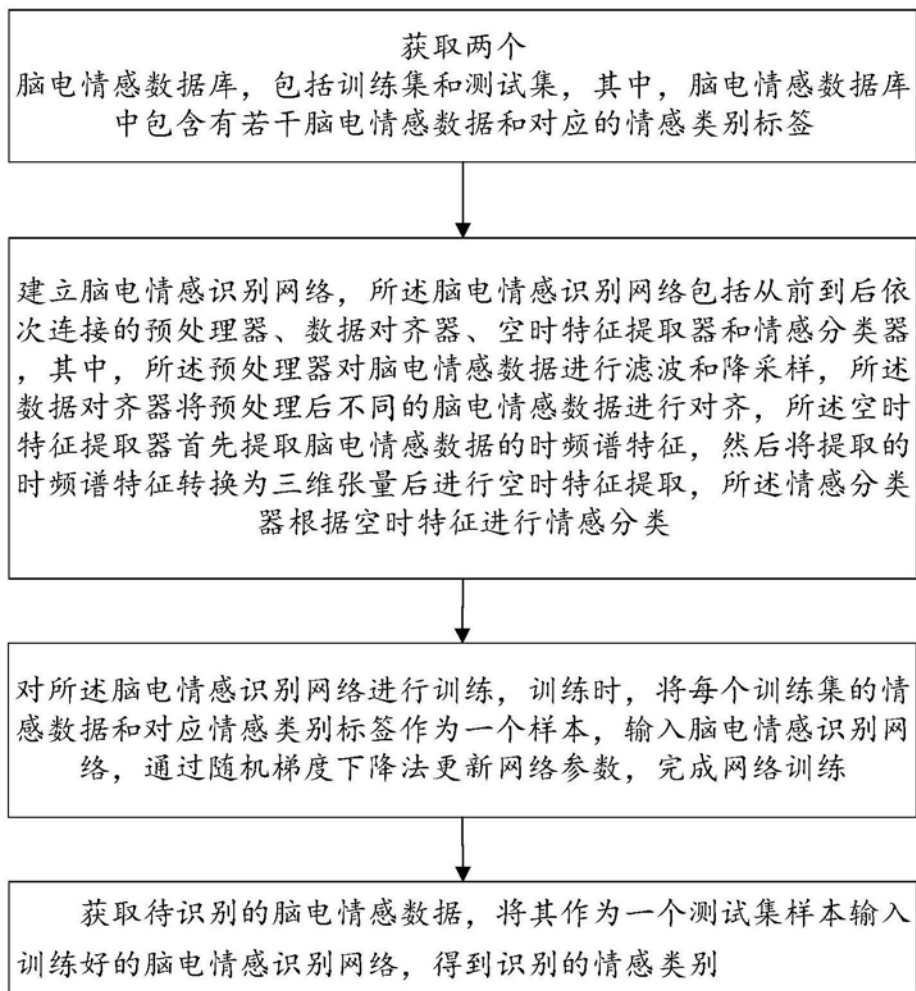 获取两个
脑电情感数据库，包括训练集和测试集，其中，脑电情感数据库
中包含有若干脑电情感数据和对应的情感类别标签
建立脑电情感识别网络，所述脑电情感识别网络包括从前到后依
次连接的预处理器、数据对齐器、空时特征提取器和情感分类器
，其中，所述预处理器对脑电情感数据进行滤波和降采样，所述
数据对齐器将预处理后不同的脑电情感数据进行对齐，所述空时
特征提取器首先提取脑电情感数据的时频谱特征，然后将提取的
时频谱特征转换为三维张量后进行空时特征提取，所述情感分类
器根据空时特征进行情感分类
对所述脑电情感识别网络进行训练，训练时，将每个训练集的情
感数据和对应情感类别标签作为一个样本，输入脑电情感识别网
络，通过随机梯度下降法更新网络参数，完成网络训练
获取待识别的脑电情感数据，将其作为一个测试集样本输入
训练好的脑电情感识别网络，得到识别的情感类别